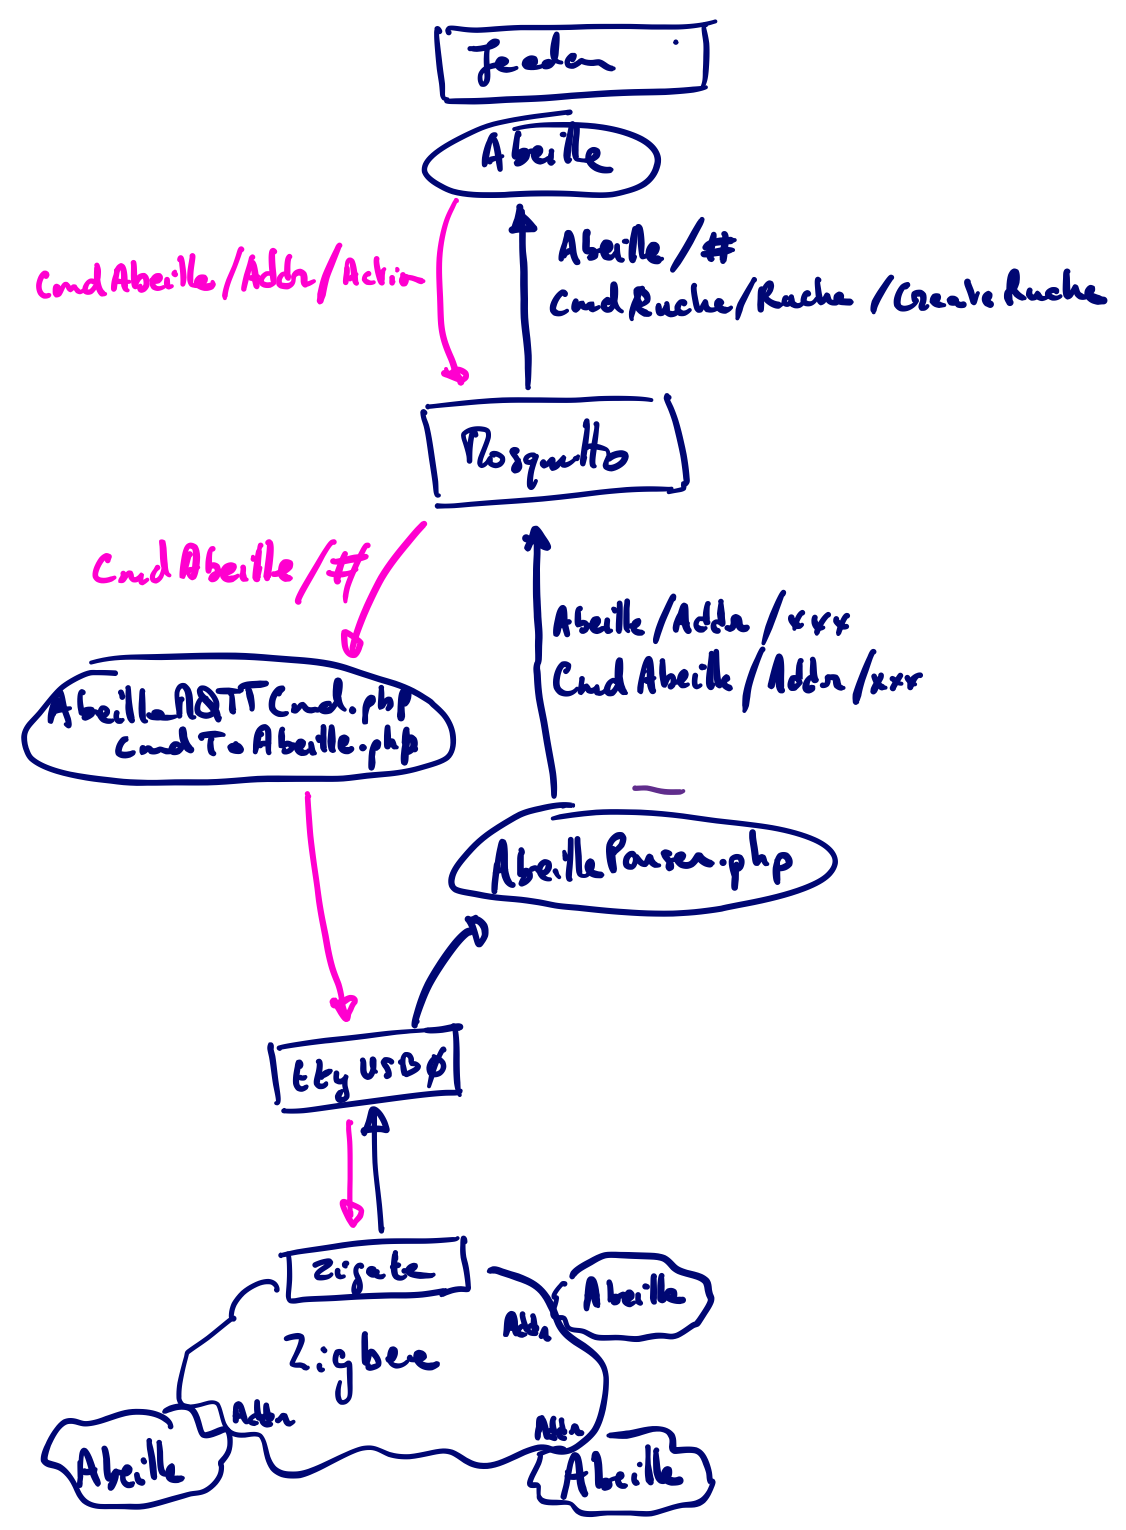 Jeedom
Abeille
CmdAbeille/Addr/Action
Abeille/#
CmdRuche/Ruche/CreateRuche
Mosquitto
CmdAbeille/#
Abeille/Addr/xxx
CmdAbeille/Addr/xxx
AbeilleMQTTCmd.php
CmdToAbeille.php
AbeilleParser.php
ttyUSB0
Zigate
Abeille
Addr
Zigbee
Addr
Addr
Abeille
Abeille